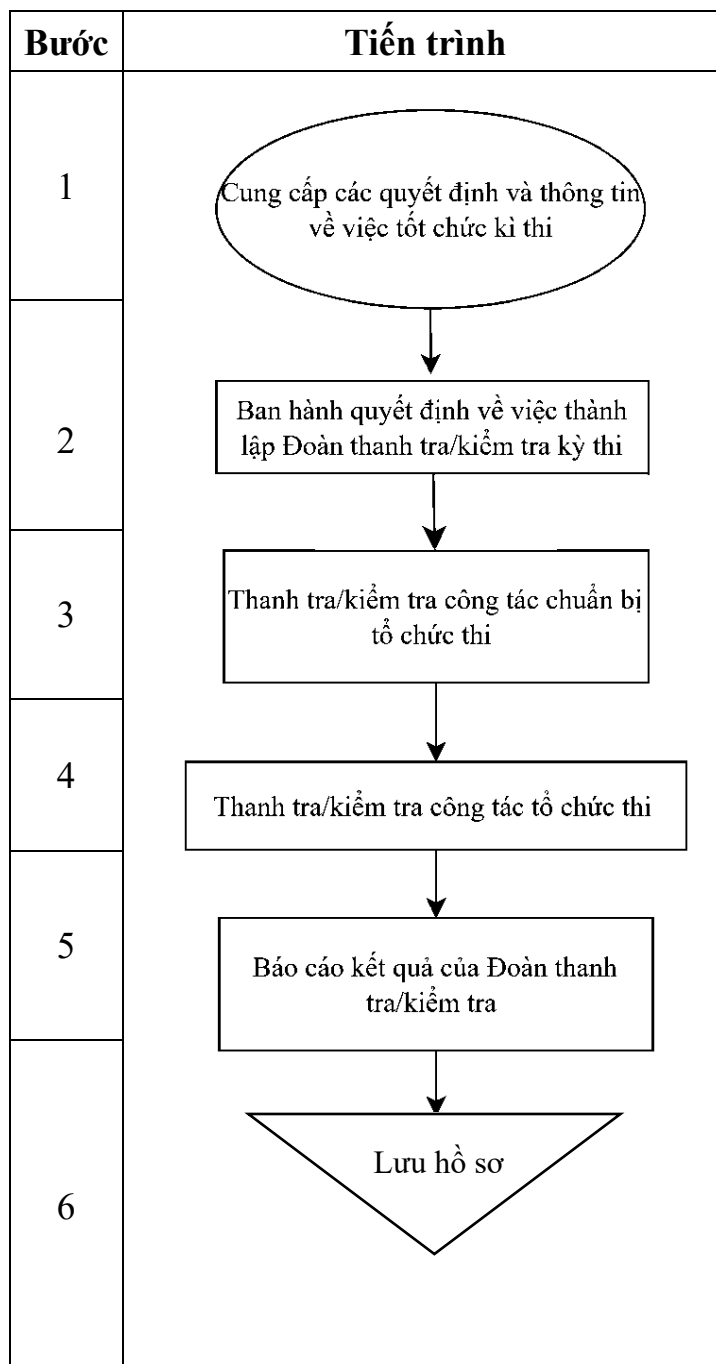 Bước Tiến trình
1
Cung cấp các quyết định và thông tin
về việc tốt chức kì thi
2
Ban hành quyết định về việc thành
lập Đoàn thanh tra/kiểm tra kỳ thi
3
Thanh tra/kiểm tra công tác chuẩn bị
tổ chức thi
4
Thanh tra/kiểm tra công tác tổ chức thi
5
Báo cáo kết quả của Đoàn thanh
tra/kiểm tra
6
Lưu hồ sơ